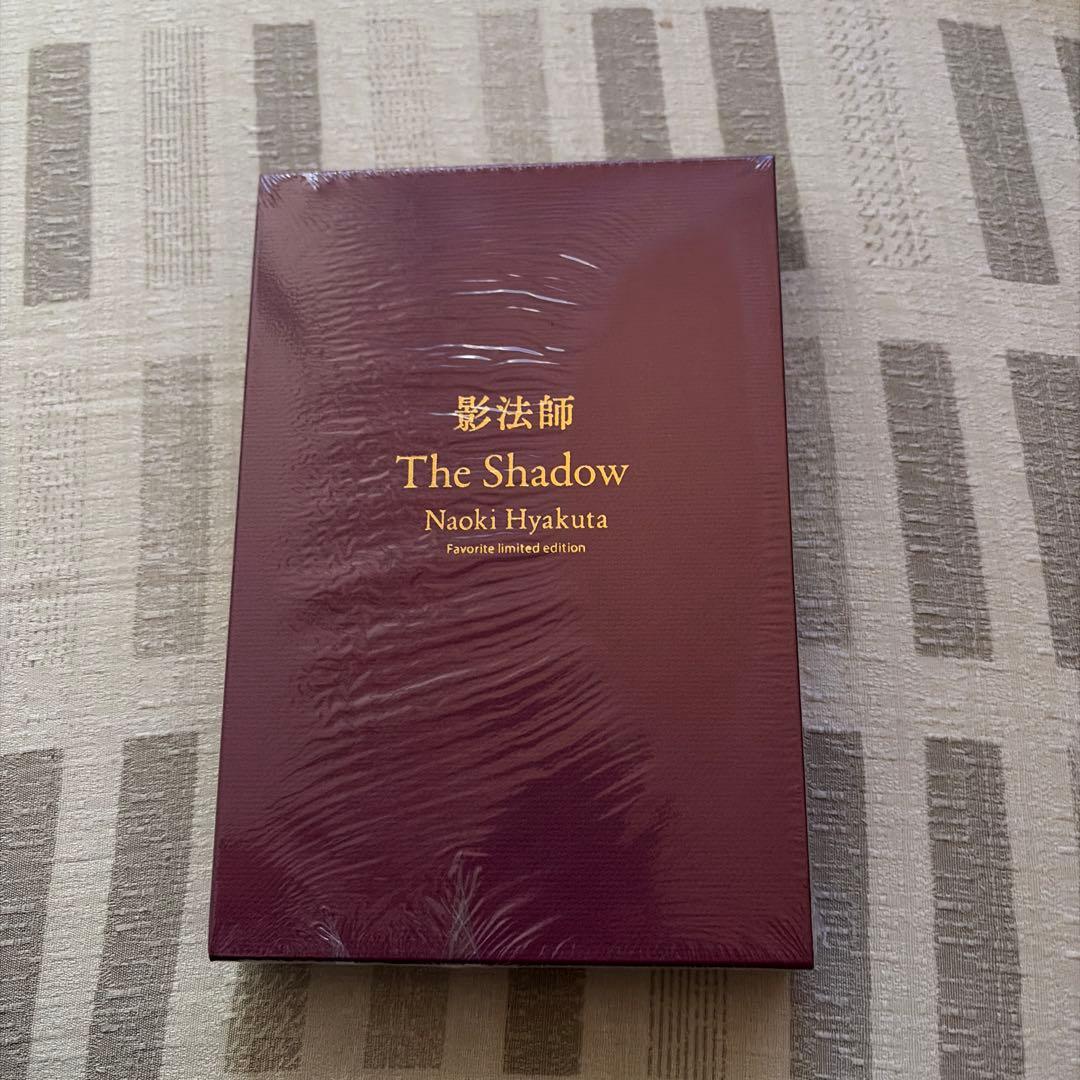 影法師
The Shadow
Naoki Hyakuta
Favorite limited edition